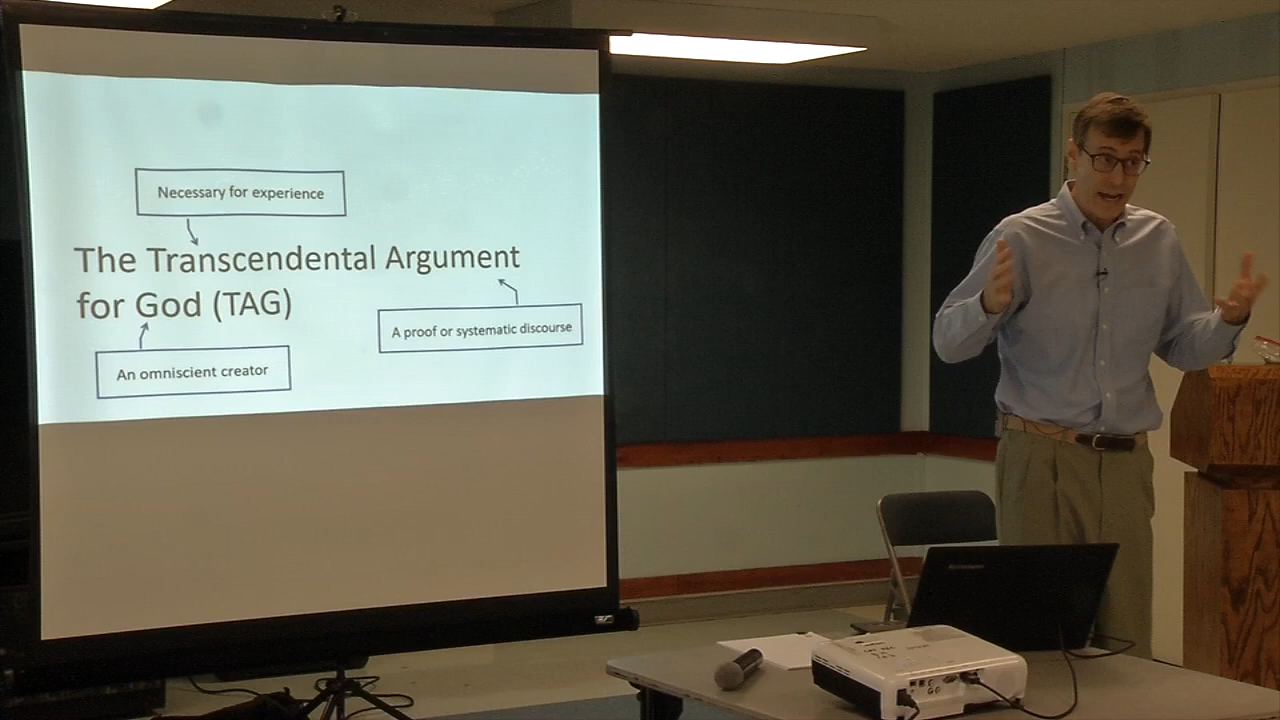 Necessary for experience
The Transcendental Argument
for God (TAG)
A proof or systematic discourse
An omniscient creator